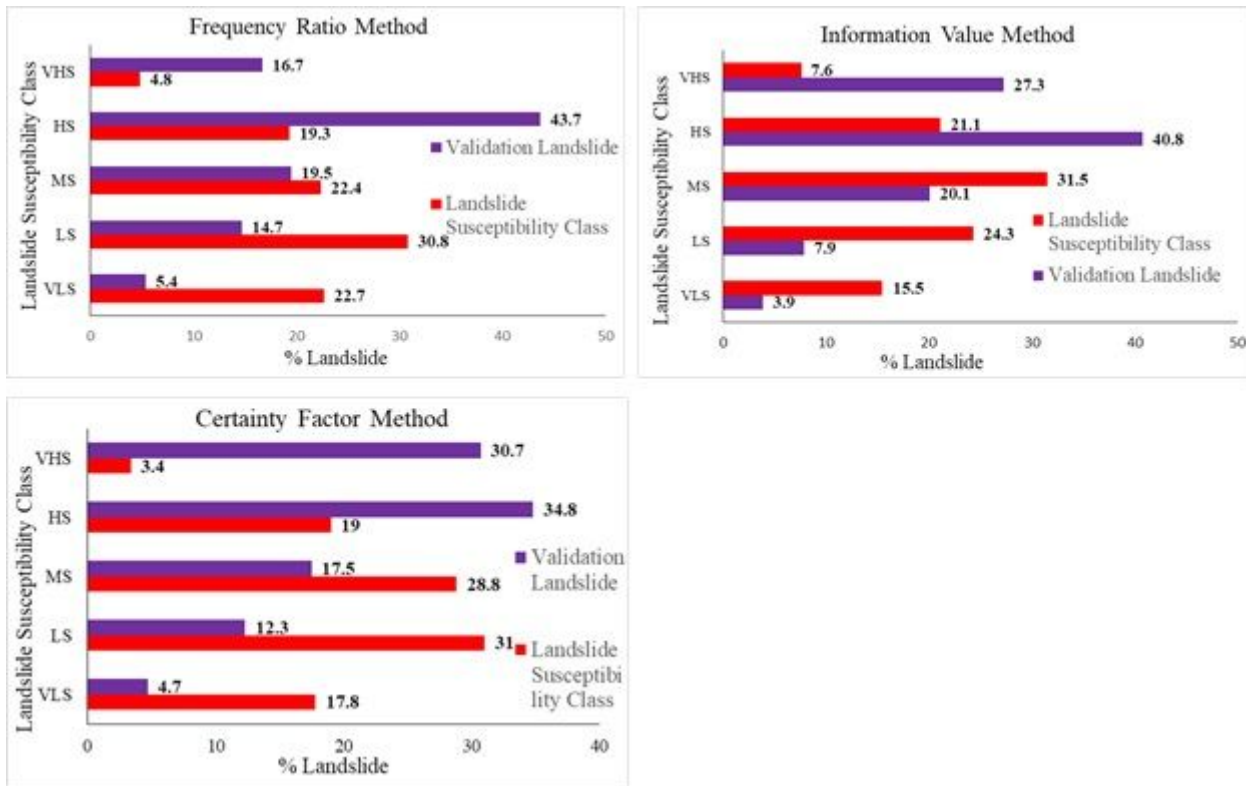 Frequency Ratio Method
Landslide Susceptibility Class
VHS
16.7
4.8
HS
43.7
19.3
Validation Landslide
MS
19.5
22.4
Landslide
Susceptibility Class
LS
14.7
30.8
VLS
5.4
22.7
0 10 20 30 40 50
% Landslide
Information Value Method
Landslide Susceptibility Class
VHS
7.6
27.3
HS
21.1
40.8
MS
31.5
20.1
Landslide
Susceptibility Class
LS
24.3
7.9
Validation Landslide
VLS
15.5
3.9
0 10 20 30 40 50
% Landslide
Certainty Factor Method
Landslide Susceptibility Class
VHS
30.7
3.4
HS
34.8
19
Validation
Landslide
MS
17.5
28.8
LS
12.3
31
Landslide
Susceptibi
lity Class
VLS
4.7
17.8
0 10 20 30 40
% Landslide